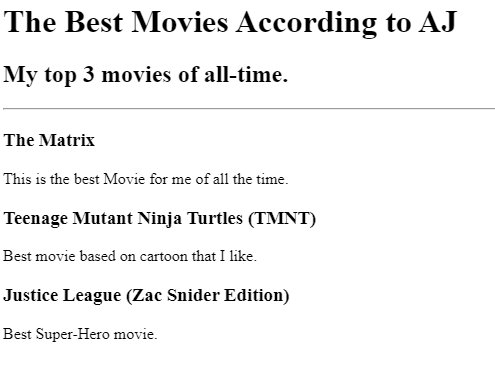 The Best Movies According to AJ
My top 3 movies of all-time.
The Matrix
This is the best Movie for me of all the time.
Teenage Mutant Ninja Turtles (TMNT)
Best movie based on cartoon that I like.
Justice League (Zac Snider Edition)
Best Super-Hero movie.